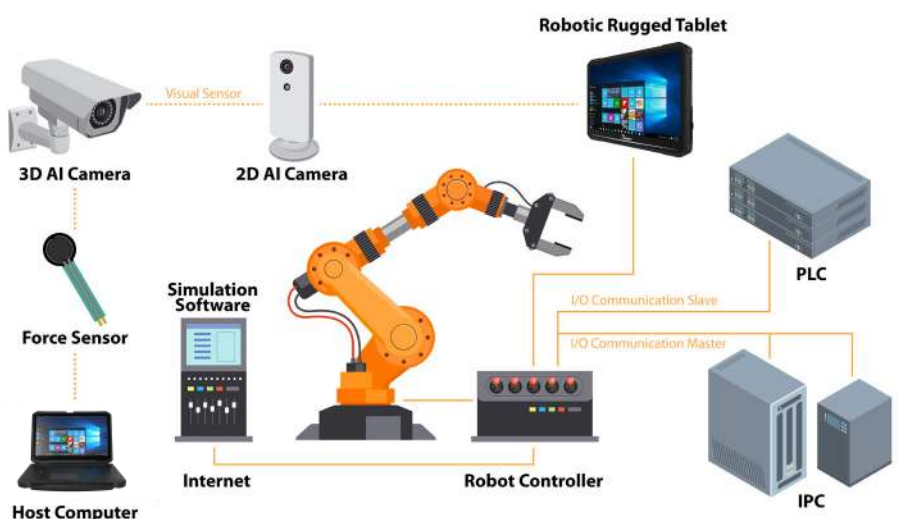 Robotic Rugged Tablet
Visual Sensor
3D AI Camera
2D AI Camera
PLC
Simulation
Software
I/O Communication Slave
Force Sensor
I/O Communication Master
Internet
Robot Controller
IPC
Host Computer